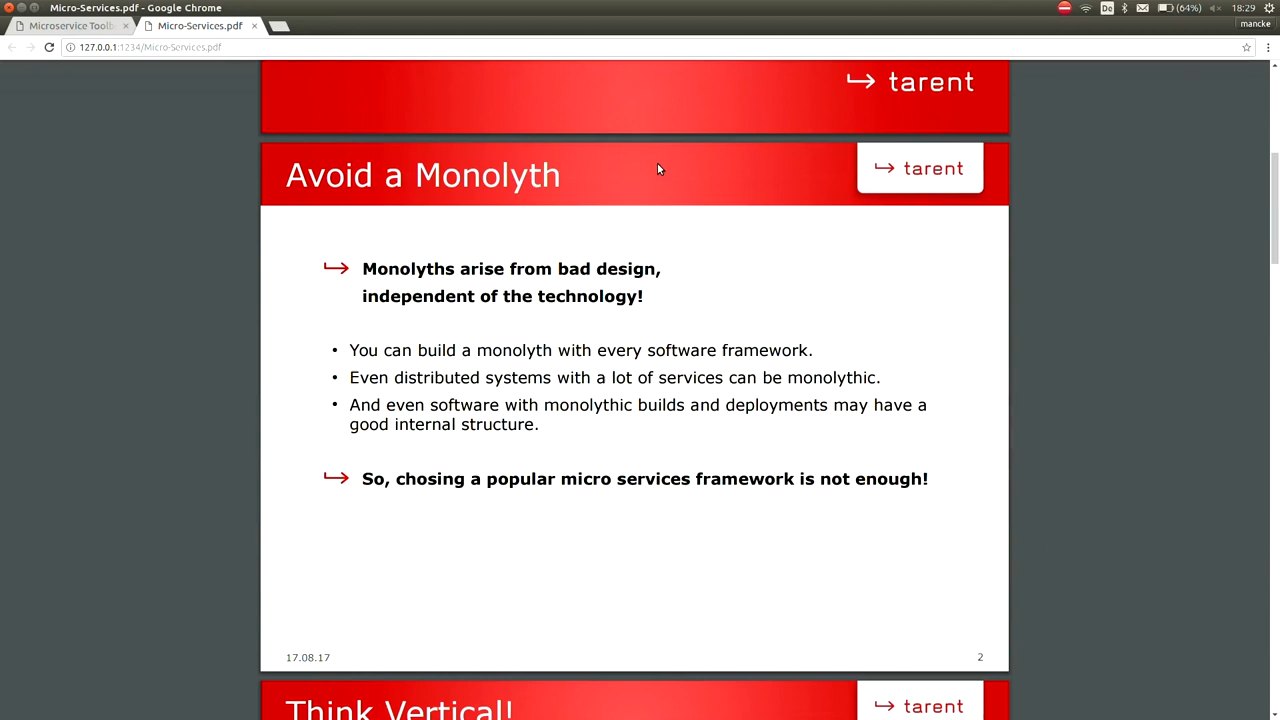 Micro-Services.pdf - Google Chrome
De
(64%)
18:29
Microservice Toolb
Micro-Services.pdf
mancke
127.0.0.1:1234/Micro-Services.pdf
tarent
Avoid a Monolyth
tarent
Monolyths arise from bad design,
independent of the technology!
• You can build a monolyth with every software framework.
• Even distributed systems with a lot of services can be monolythic.
• And even software with monolythic builds and deployments may have a
good internal structure.
So, chosing a popular micro services framework is not enough!
17.08.17
2
Think Vertical!
tarent